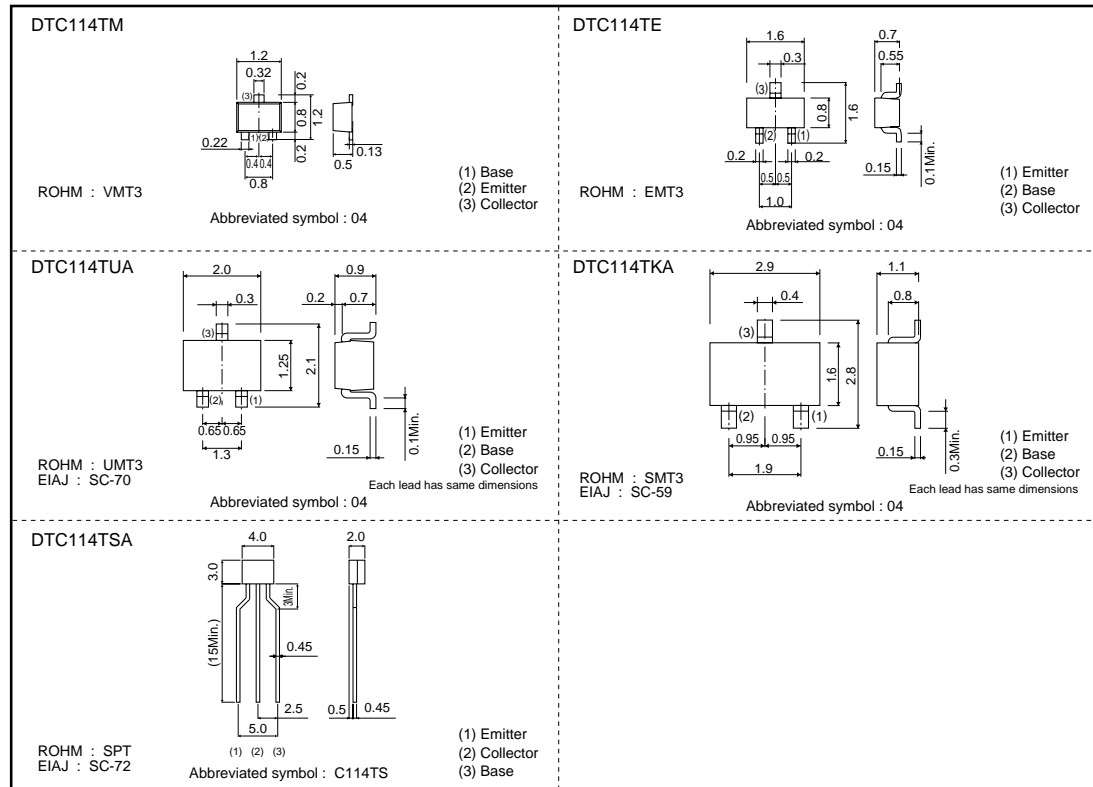 DTC114TM
1.2
0.32
0.2
(3)
0.8
1.2
(1) (2)
0.22
0.2
0.4 0.4
0.8
0.5
0.13
(1) Base
(2) Emitter
(3) Collector
ROHM : VMT3
Abbreviated symbol : 04
DTC114TE
1.6
0.3
0.7
0.55
(3)
0.8
1.6
(2)
(1)
0.2
0.2
0.5 0.5
1.0
0.15
0.1Min.
(1) Emitter
(2) Base
(3) Collector
ROHM : EMT3
Abbreviated symbol : 04
DTC114TUA
2.0
0.3
0.9
0.2
0.7
(3)
1.25
2.1
(2)
(1)
0.65 0.65
1.3
0.15
0.1Min.
(1) Emitter
(2) Base
(3) Collector
ROHM : UMT3
EIAJ : SC-70
Each lead has same dimensions
Abbreviated symbol : 04
DTC114TKA
2.9
0.4
1.1
0.8
(3)
1.6
2.8
(2)
(1)
0.95
0.95
1.9
0.15
0.3Min.
(1) Emitter
(2) Base
(3) Collector
ROHM : SMT3
EIAJ : SC-59
Each lead has same dimensions
Abbreviated symbol : 04
DTC114TSA
4.0
2.0
3.0
3Min.
(15Min.)
0.45
2.5
5.0
0.5
0.45
(1) (2) (3)
(1) Emitter
(2) Collector
(3) Base
ROHM : SPT
EIAJ : SC-72
Abbreviated symbol : C114TS